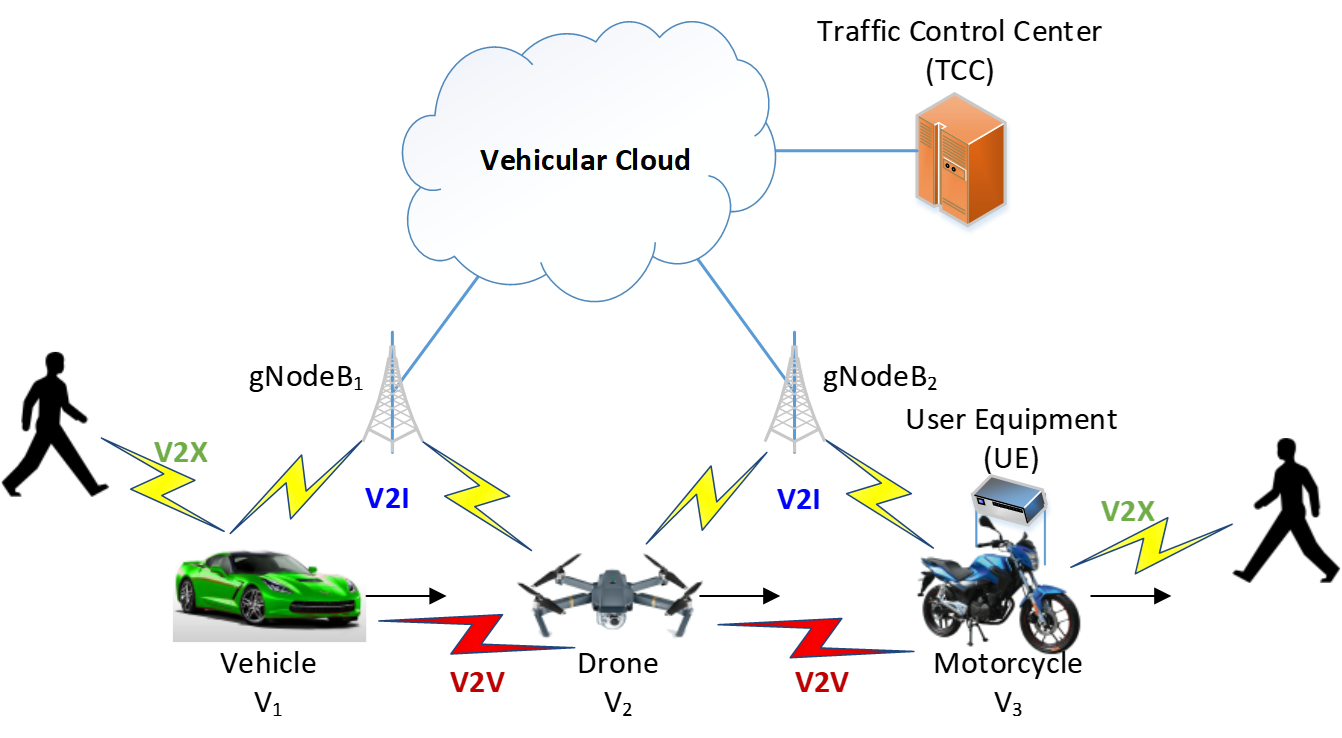 Traffic Control Center
(TCC)
Vehicular Cloud
gNodeB₁
gNodeB₂
User Equipment
(UE)
V2X
V2I
V2I
V2X
Vehicle
V₁
V2V
Drone
V₂
V2V
Motorcycle
V₃